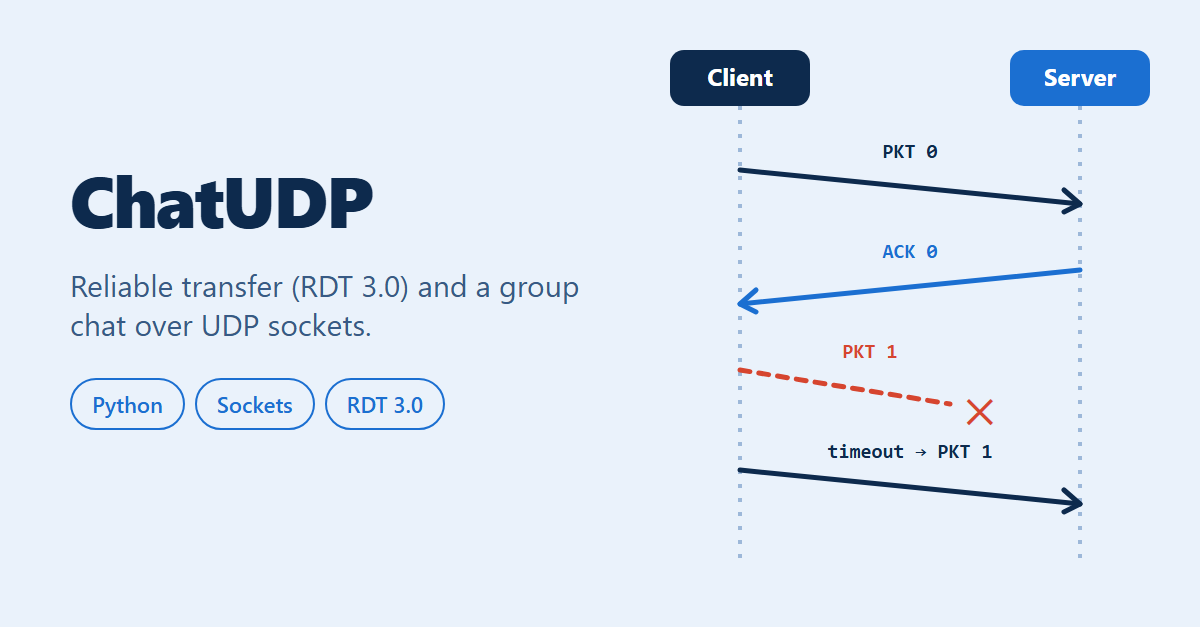 ChatUDP
Reliable transfer (RDT 3.0) and a group
chat over UDP sockets.
Python
Sockets
RDT 3.0
Client
Server
PKT 0
ACK 0
PKT 1
timeout → PKT 1